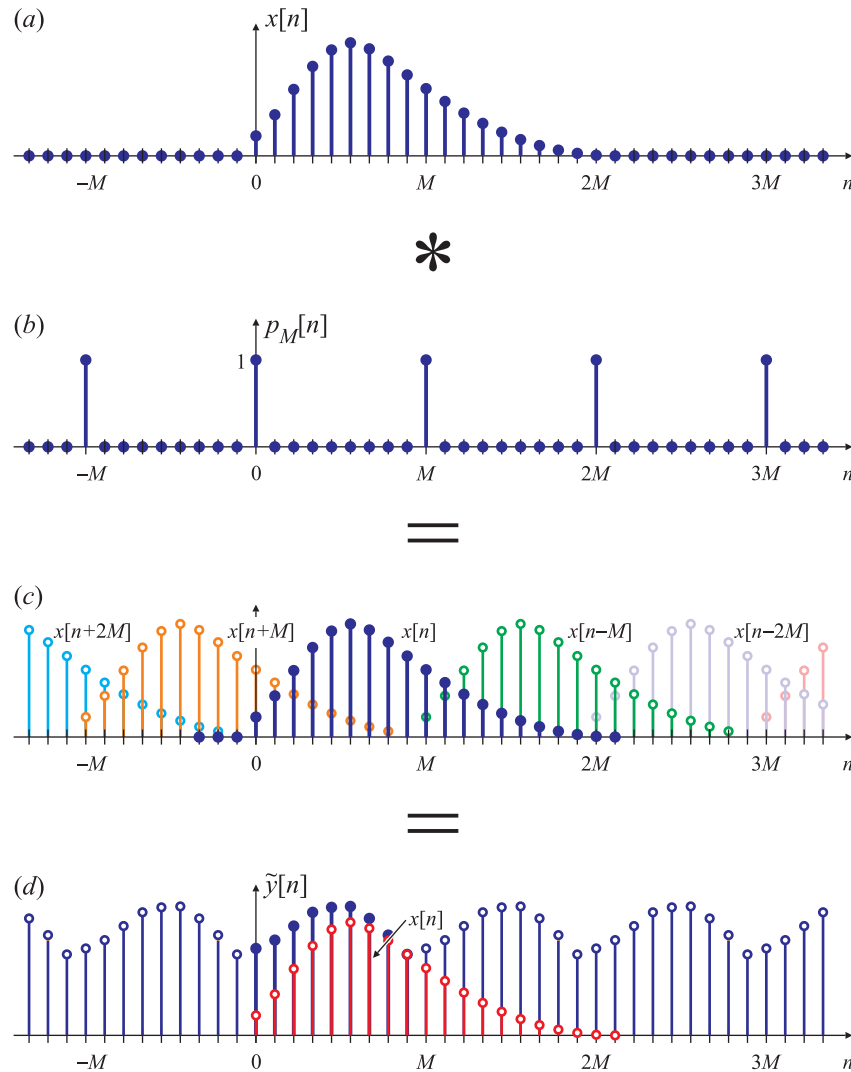 (a) x[n]
−M 0 M 2M 3M n
*
(b) p_M[n]
1
−M 0 M 2M 3M n
=
(c)
x[n+2M] x[n+M] x[n] x[n−M] x[n−2M]
−M 0 M 2M 3M n
=
(d) ỹ[n]
x[n]
−M 0 M 2M 3M n